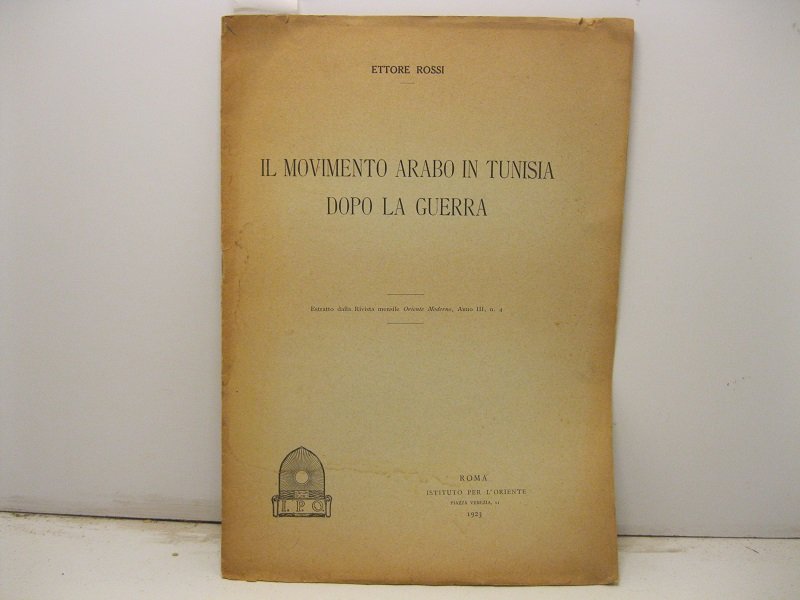 ETTORE ROSSI
IL MOVIMENTO ARABO IN TUNISIA
DOPO LA GUERRA
Estratto dalla Rivista mensile Oriente Moderno, Anno III, n. 4
I. P. O.
ROMA
ISTITUTO PER L'ORIENTE
PIAZZA VENEZIA, 11
1923